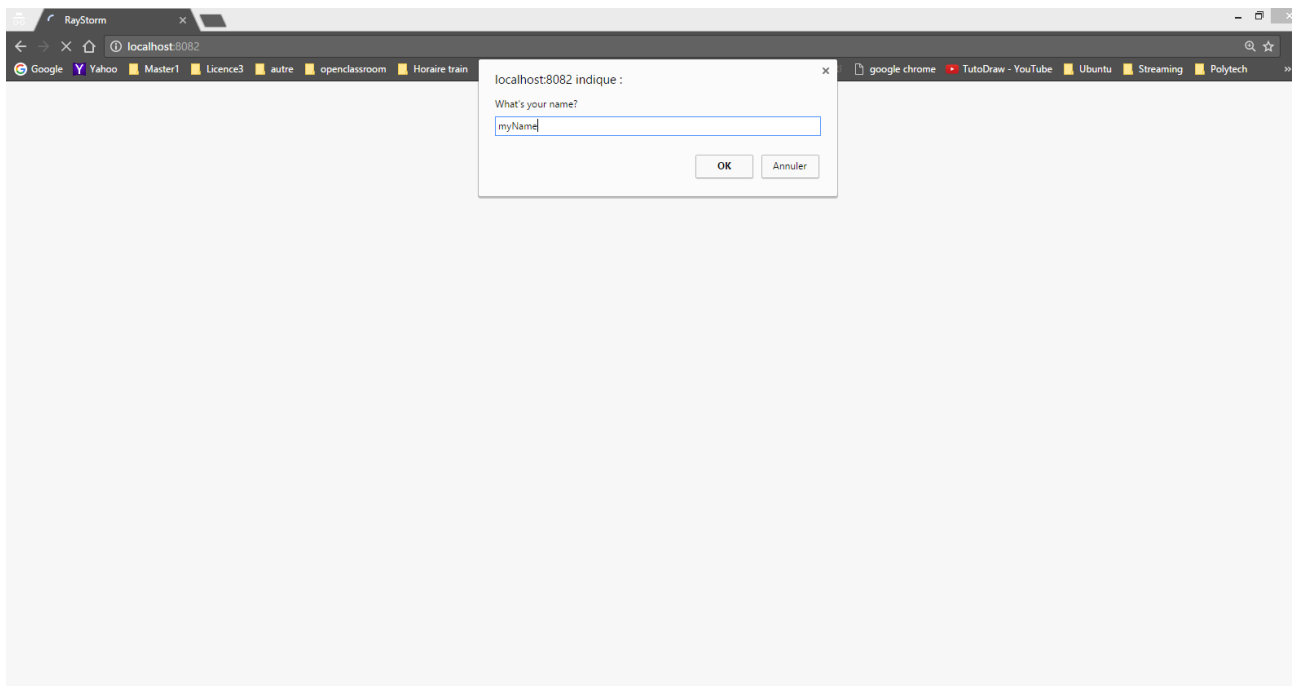 RayStorm
localhost:8082
Google Yahoo Master1 Licence3 autre openclassroom Horaire train google chrome TutoDraw - YouTube Ubuntu Streaming Polytech »
localhost:8082 indique :
What's your name?
myName
OK Annuler